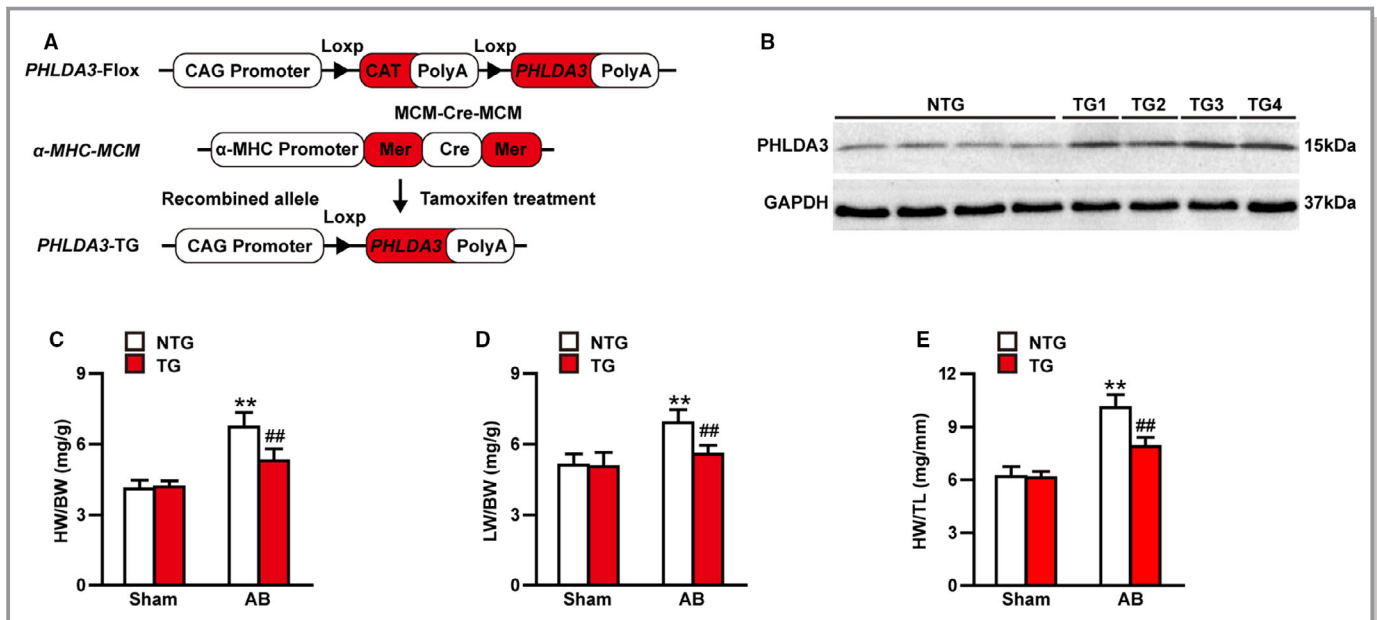 A
Loxp Loxp
PHLDA3-Flox CAG Promoter CAT PolyA PHLDA3 PolyA
MCM-Cre-MCM
α-MHC-MCM α-MHC Promoter Mer Cre Mer
Recombined allele Tamoxifen treatment
Loxp
PHLDA3-TG CAG Promoter PHLDA3 PolyA
B
NTG TG1 TG2 TG3 TG4
PHLDA3 15kDa
GAPDH 37kDa
C
NTG
TG
HW/BW (mg/g)
9
6
3
0
**
##
Sham AB
D
NTG
TG
LW/BW (mg/g)
9
6
3
0
**
##
Sham AB
E
NTG
TG
HW/TL (mg/mm)
12
9
6
3
0
**
##
Sham AB